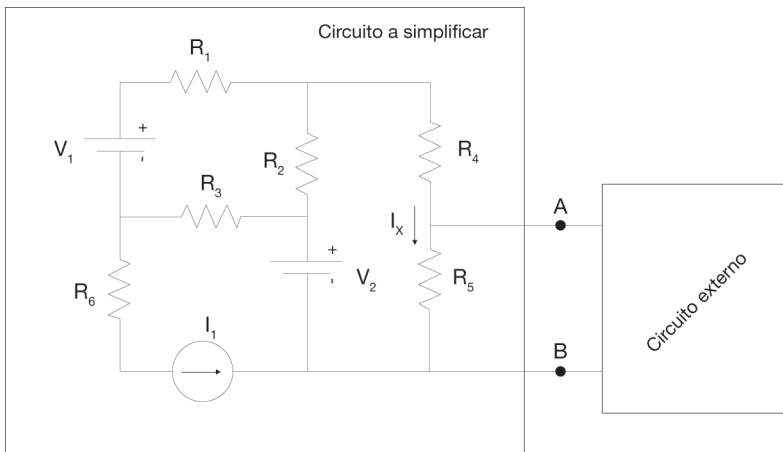 Circuito a simplificar
R1
+
V1
-
R2
R4
R3
A
IX
+
R6
-
V2
R5
Circuito externo
I1
B